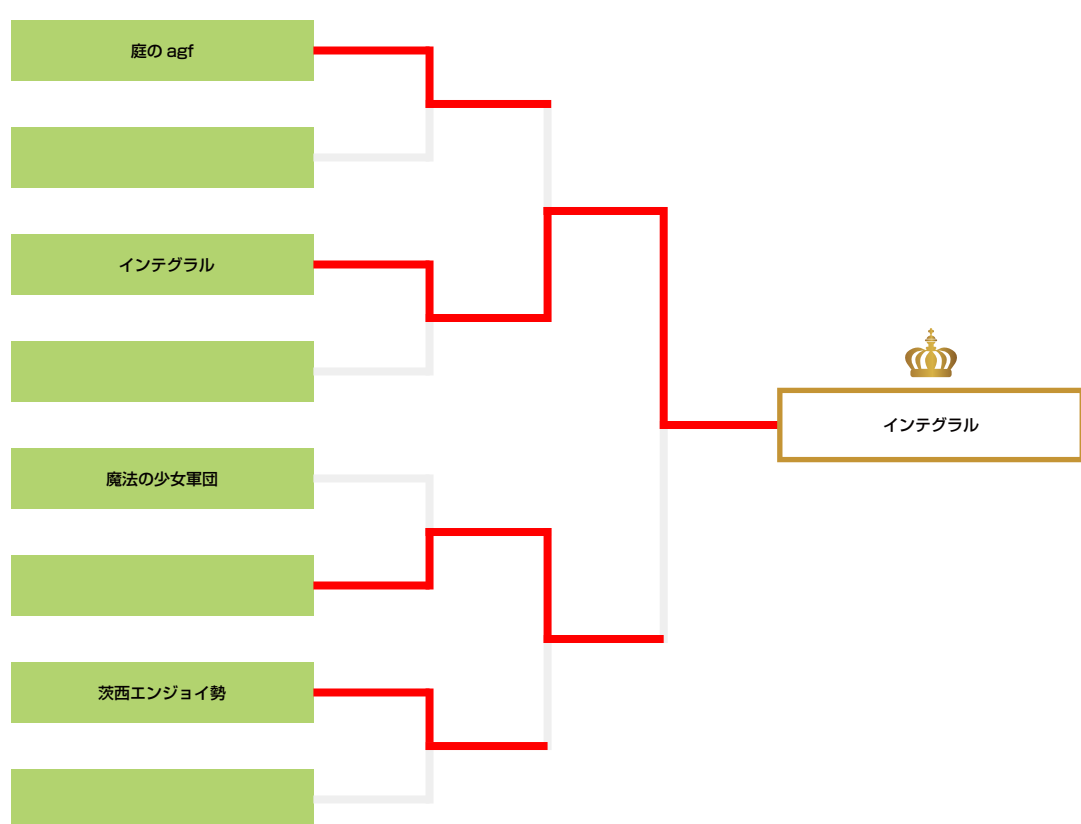 庭の agf
インテグラル
魔法の少女軍団
茨西エンジョイ勢
インテグラル